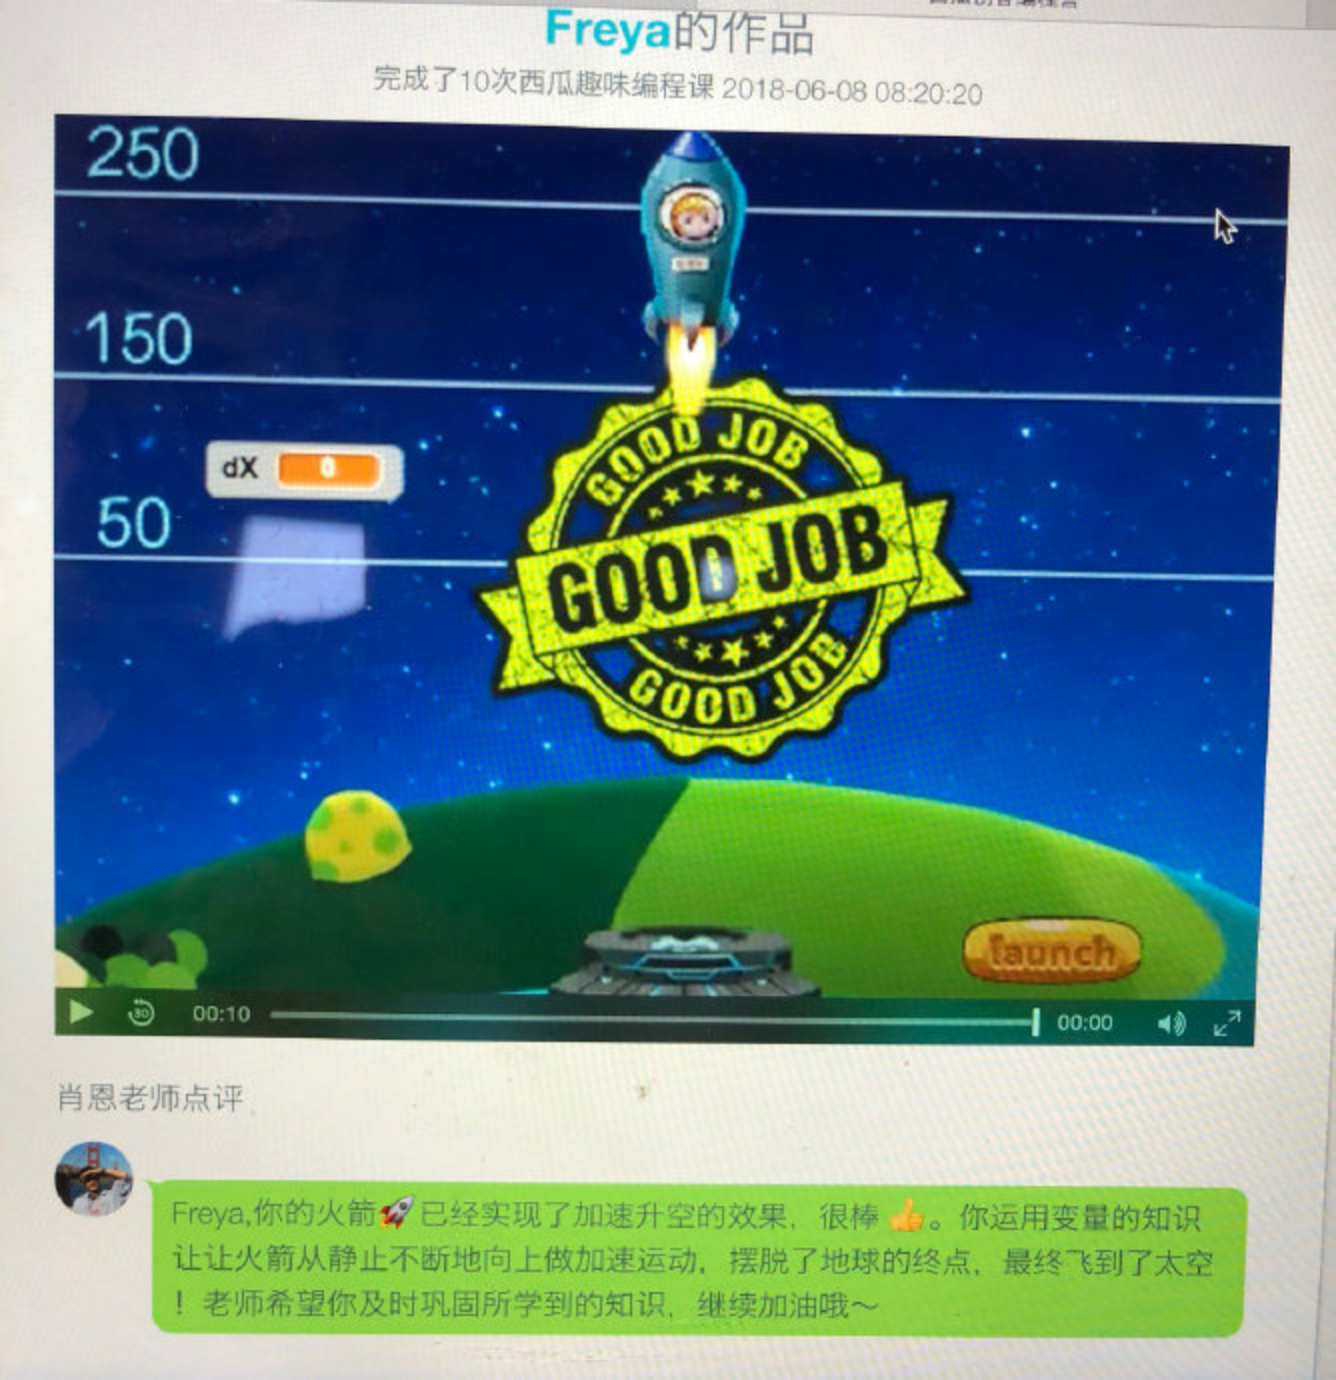 Freya的作品
完成了10次西瓜趣味编程课 2018-06-08 08:20:20
250
150
dX 0
50
GOOD JOB
GOOD JOB
GOOD JOB
launch
30
00:10
00:00
肖恩老师点评
Freya,你的火箭🚀已经实现了加速升空的效果，很棒👍。你运用变量的知识
让让火箭从静止不断地向上做加速运动，摆脱了地球的终点，最终飞到了太空
！老师希望你及时巩固所学到的知识，继续加油哦～